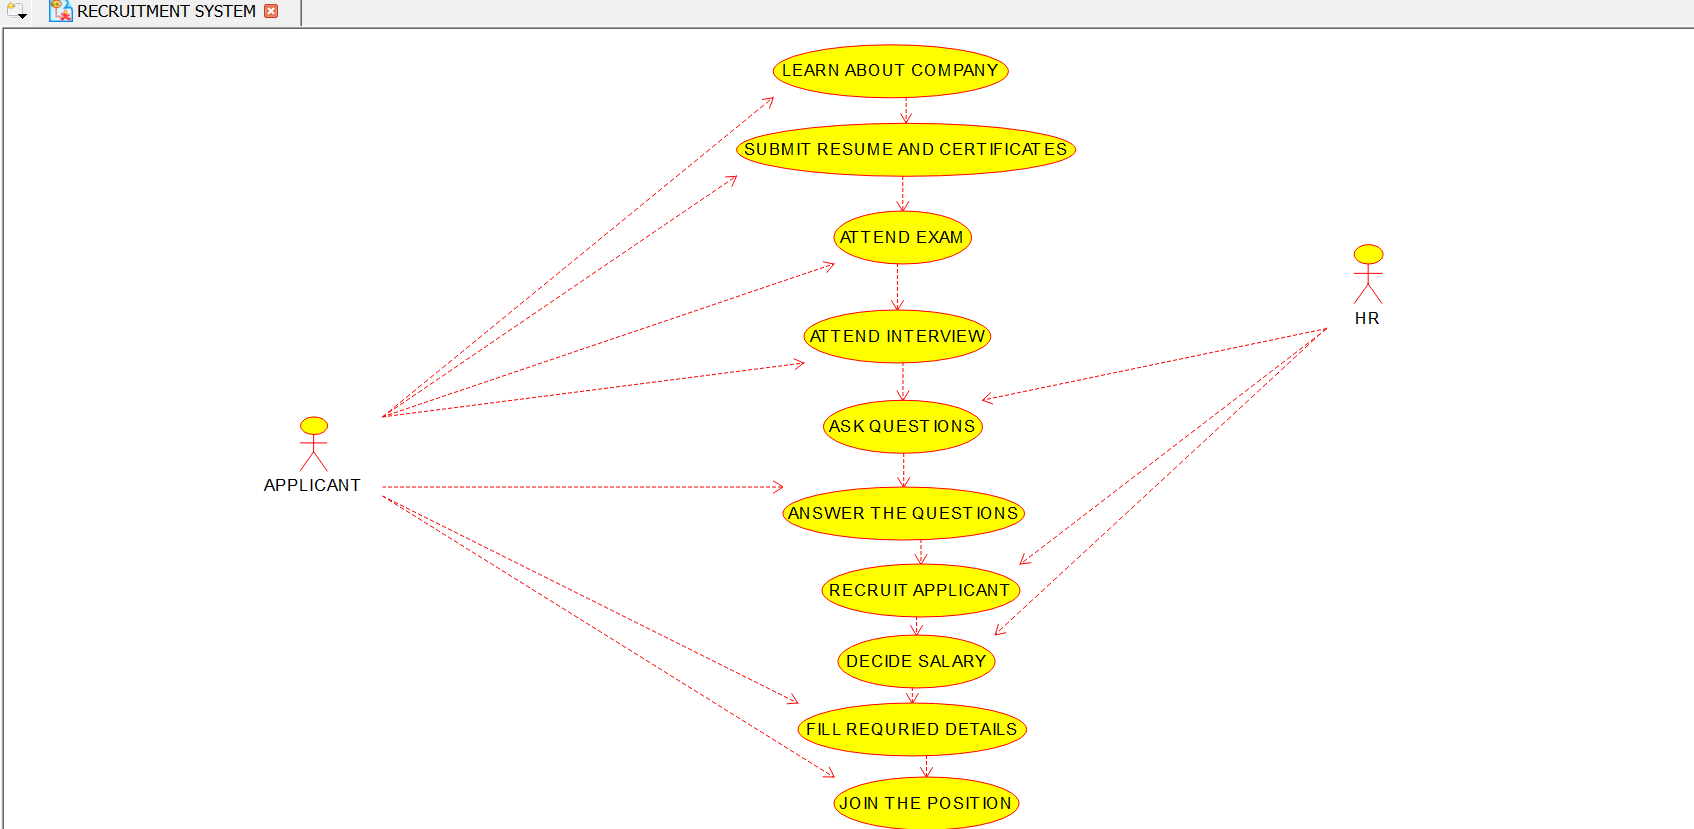 RECRUITMENT SYSTEM
LEARN ABOUT COMPANY
SUBMIT RESUME AND CERTIFICATES
ATTEND EXAM
ATTEND INTERVIEW
HR
ASK QUESTIONS
APPLICANT
ANSWER THE QUESTIONS
RECRUIT APPLICANT
DECIDE SALARY
FILL REQURIED DETAILS
JOIN THE POSITION